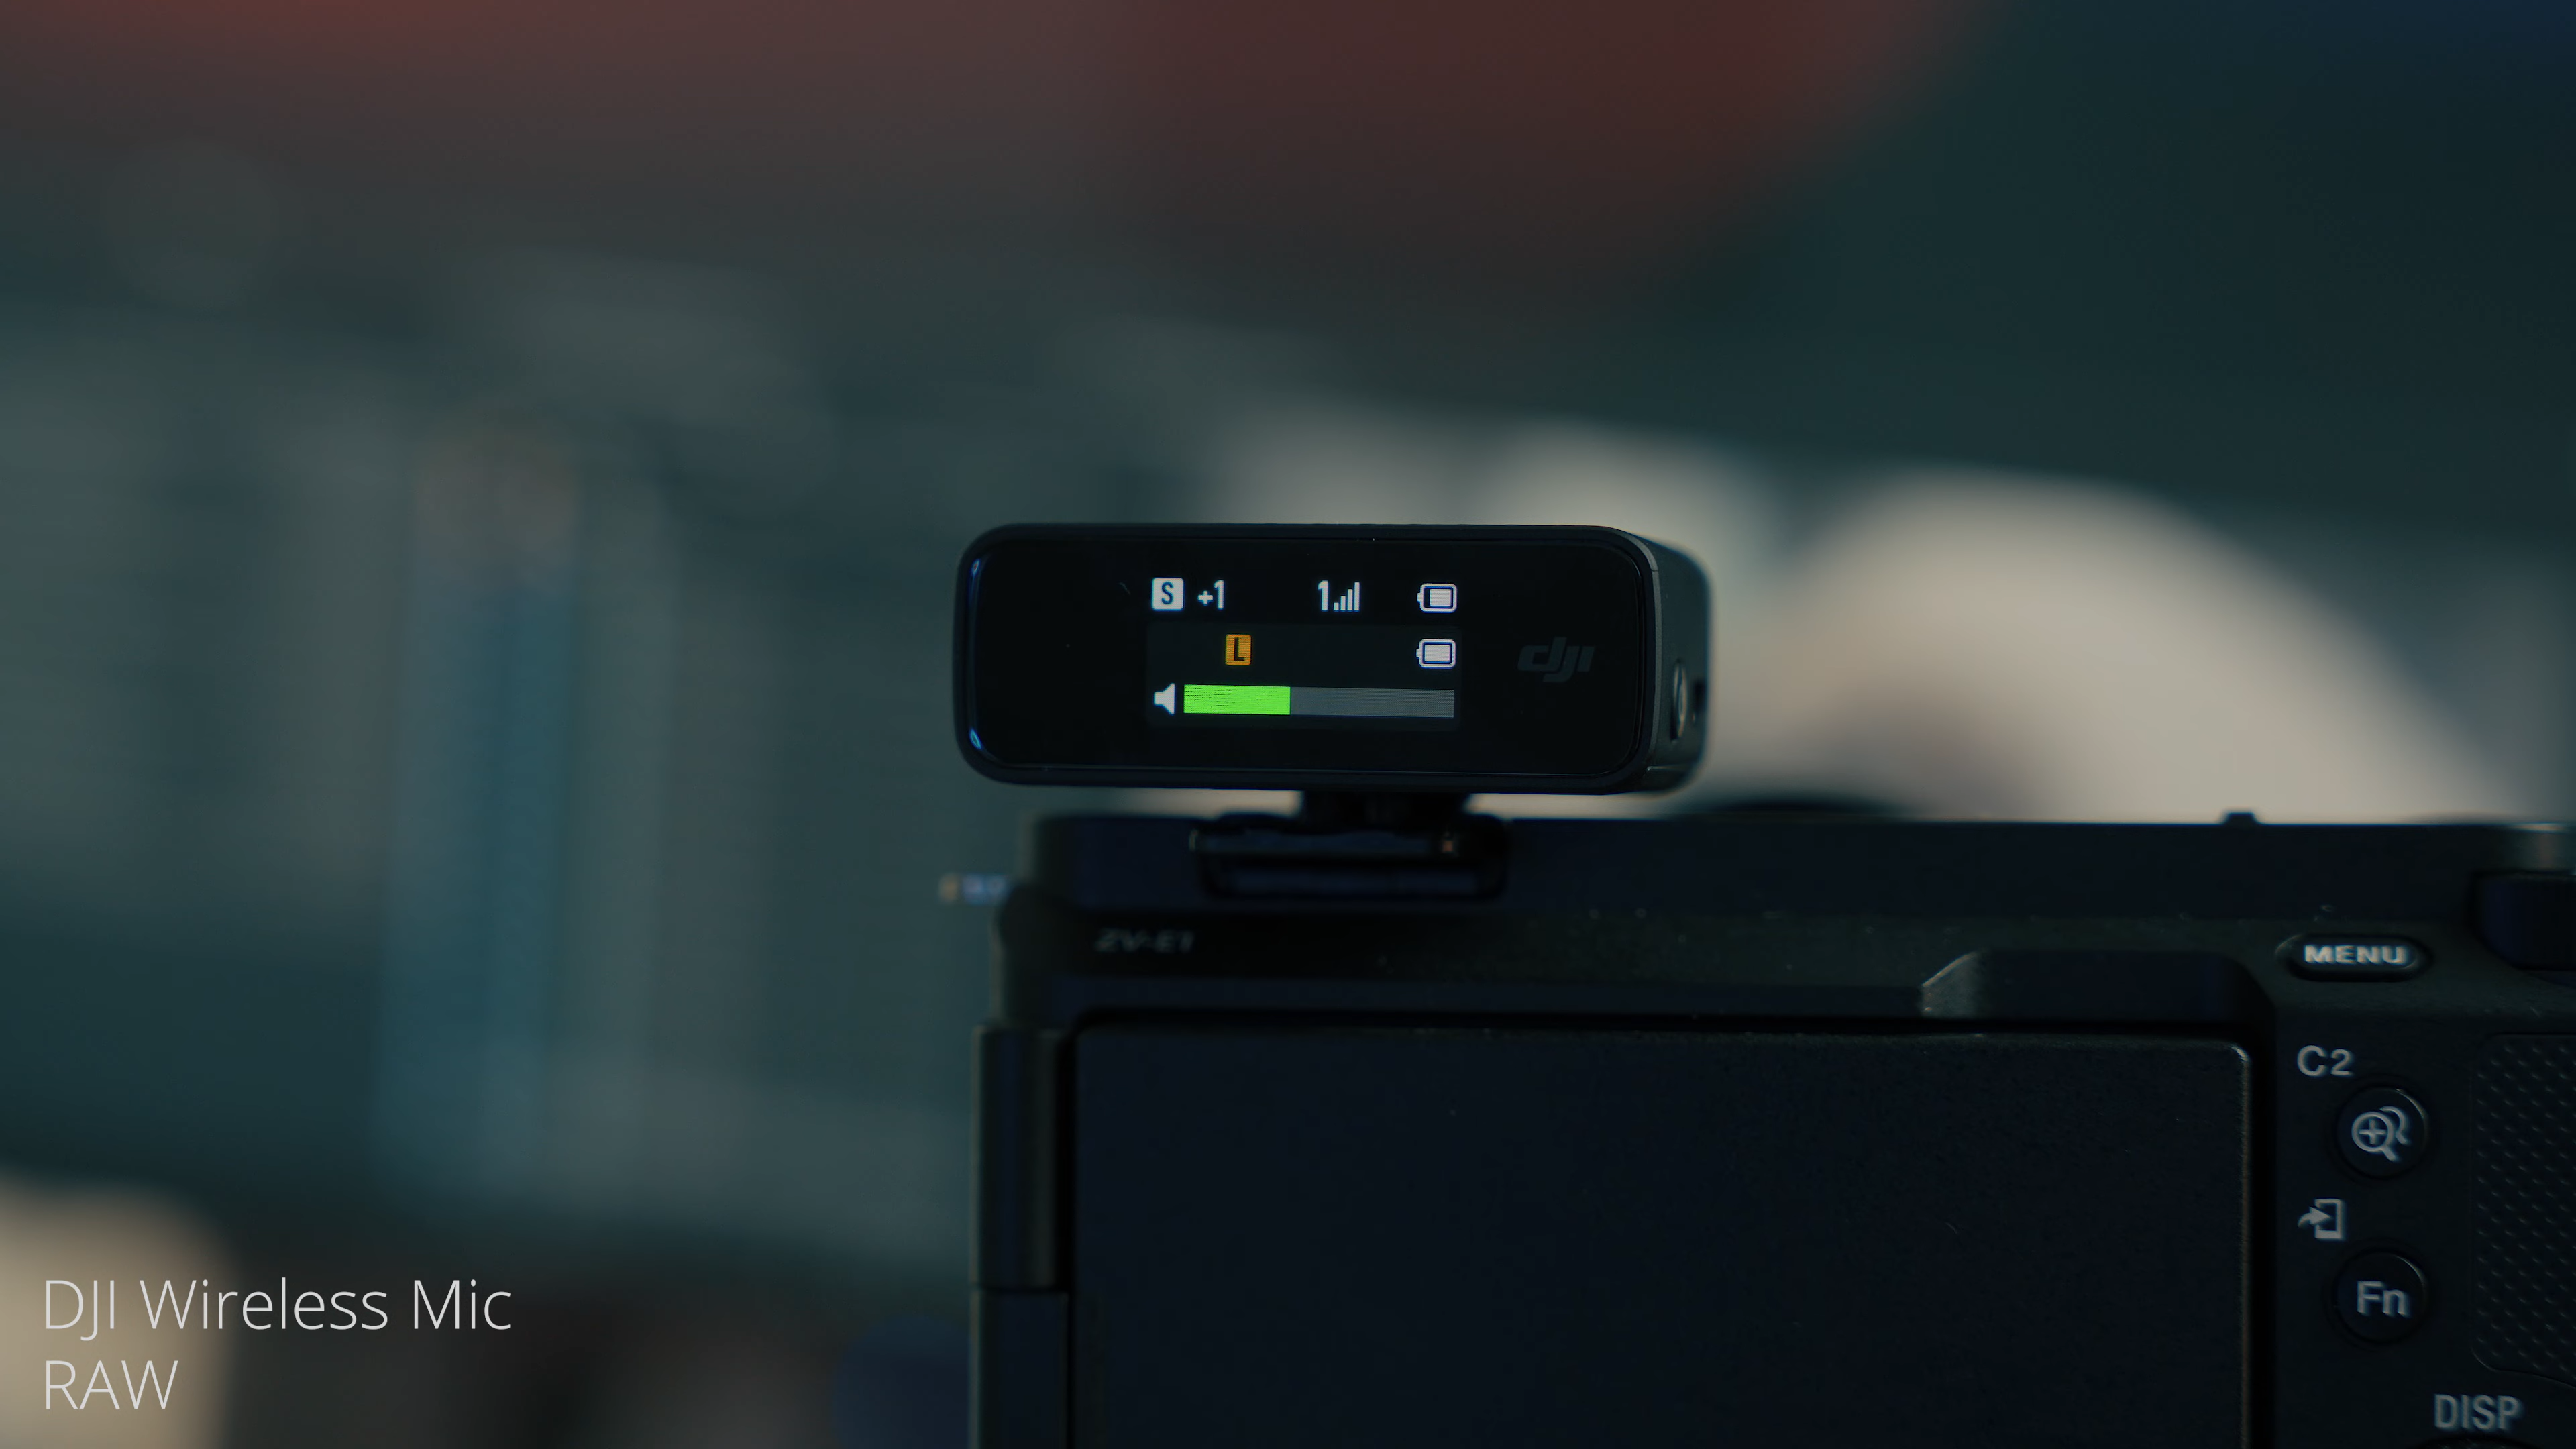 S +1 1
L
dji
ZV-E1
MENU
C2
Fn
DISP
DJI Wireless Mic
RAW